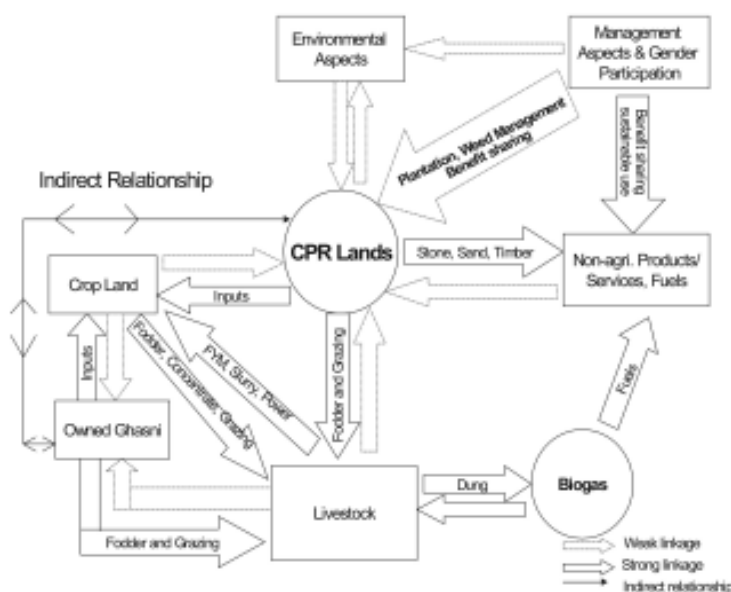 Environmental
Aspects
Management
Aspects & Gender
Participation
Plantation, Weed Management
Benefit sharing
Benefit sharing
sustainable use
Indirect Relationship
CPR Lands
Stone, Sand, Timber
Non-agri. Products/
Services, Fuels
Crop Land
Inputs
Inputs
Fodder, Concentrate, Grazing
FYM, Slurry, Power
Fodder and Grazing
Fuels
Owned Ghasni
Livestock
Dung
Biogas
Fodder and Grazing
Weak linkage
Strong linkage
Indirect relationship